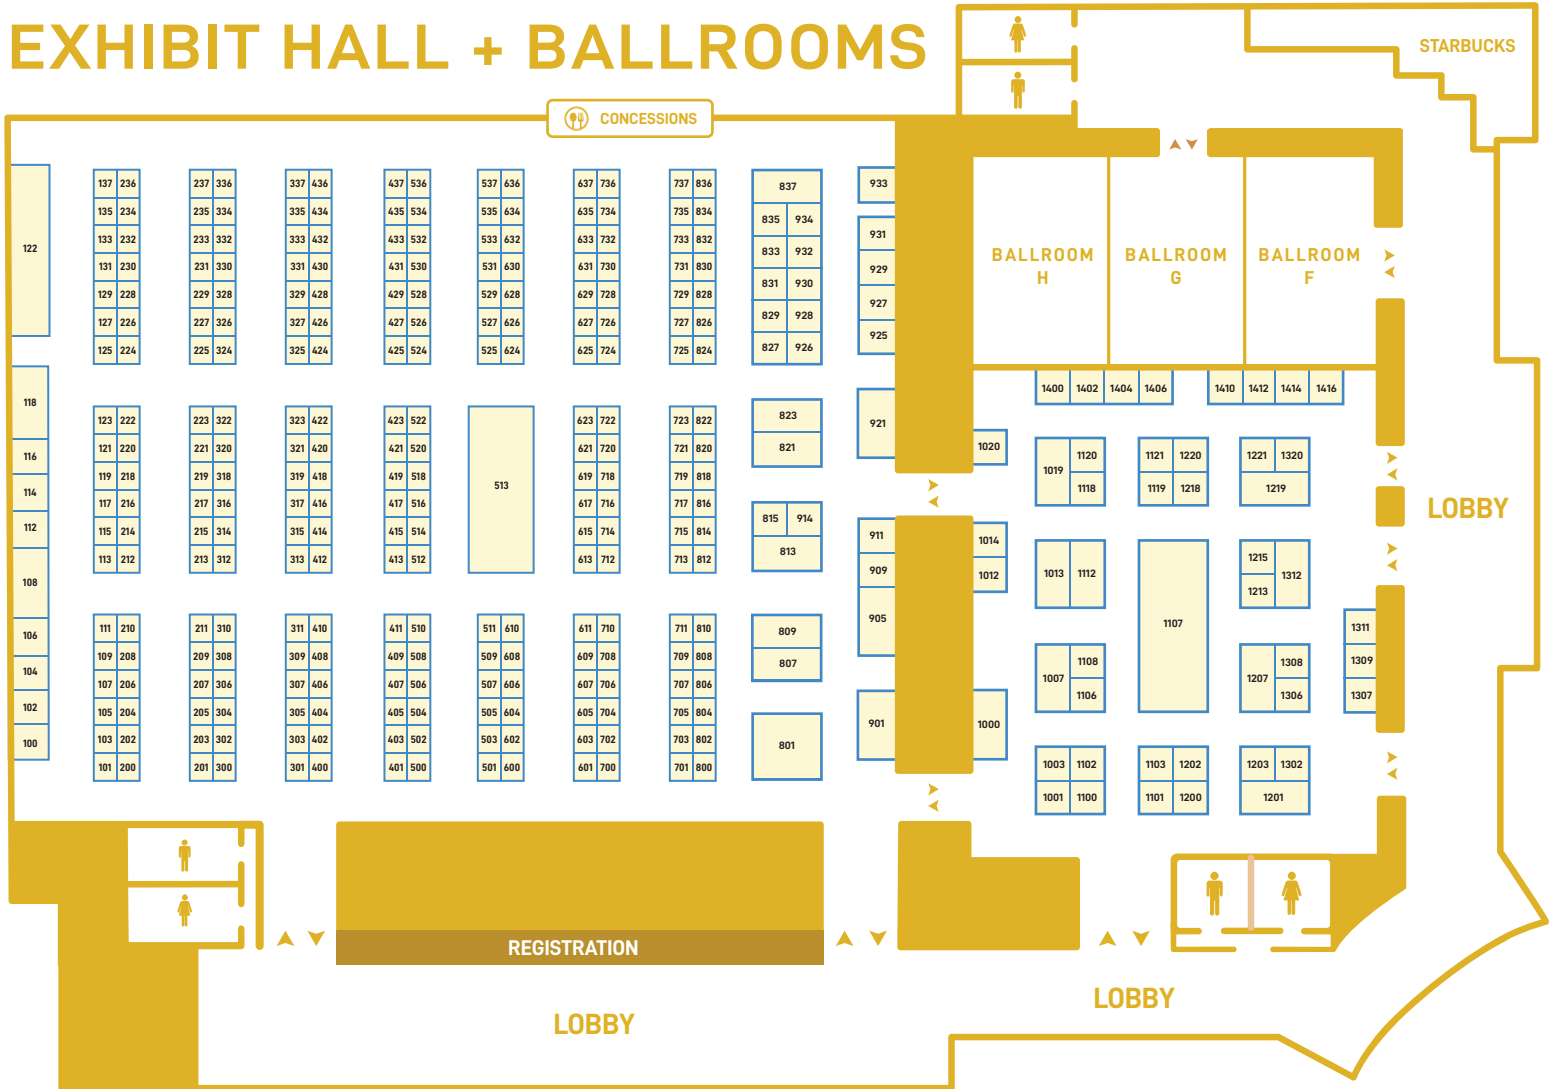 EXHIBIT HALL + BALLROOMS
STARBUCKS
CONCESSIONS
137 236 237 336 337 436 437 536 537 636 637 736 737 836 837 933
135 234 235 334 335 434 435 534 535 634 635 734 735 834 835 934
133 232 233 332 333 432 433 532 533 632 633 732 733 832 833 932 931
122
131 230 231 330 331 430 431 530 531 630 631 730 731 830 831 930 929
129 228 229 328 329 428 429 528 529 628 629 728 729 828 829 928 927
127 226 227 326 327 426 427 526 527 626 627 726 727 826 827 926 925
125 224 225 324 325 424 425 524 525 624 625 724 725 824
BALLROOM H
BALLROOM G
BALLROOM F
1400 1402 1404 1406 1410 1412 1414 1416
118
123 222 223 322 323 422 423 522 623 722 723 822 823 921
121 220 221 320 321 420 421 520 621 720 721 820 821
116
119 218 219 318 319 418 419 518 619 718 719 818
114
117 216 217 316 317 416 417 516 513 617 716 717 816
112
115 214 215 314 315 414 415 514 615 714 715 814 815 914
113 212 213 312 313 412 413 512 613 712 713 812 813
1020
1019 1120 1121 1220 1221 1320
1118 1119 1218 1219
LOBBY
911 1014
909 1012
905
1013 1112 1107 1215 1312
1213
108
106
104
102
100
111 210 211 310 311 410 411 510 511 610 611 710 711 810 809
109 208 209 308 309 408 409 508 509 608 609 708 709 808 807
107 206 207 306 307 406 407 506 507 606 607 706 707 806
105 204 205 304 305 404 405 504 505 604 605 704 705 804
103 202 203 302 303 402 403 502 503 602 603 702 703 802 801 901 1000
101 200 201 300 301 400 401 500 501 600 601 700 701 800
1311
1007 1108 1207 1308 1309
1106 1306 1307
1003 1102 1103 1202 1203 1302
1001 1100 1101 1200 1201
REGISTRATION
LOBBY
LOBBY